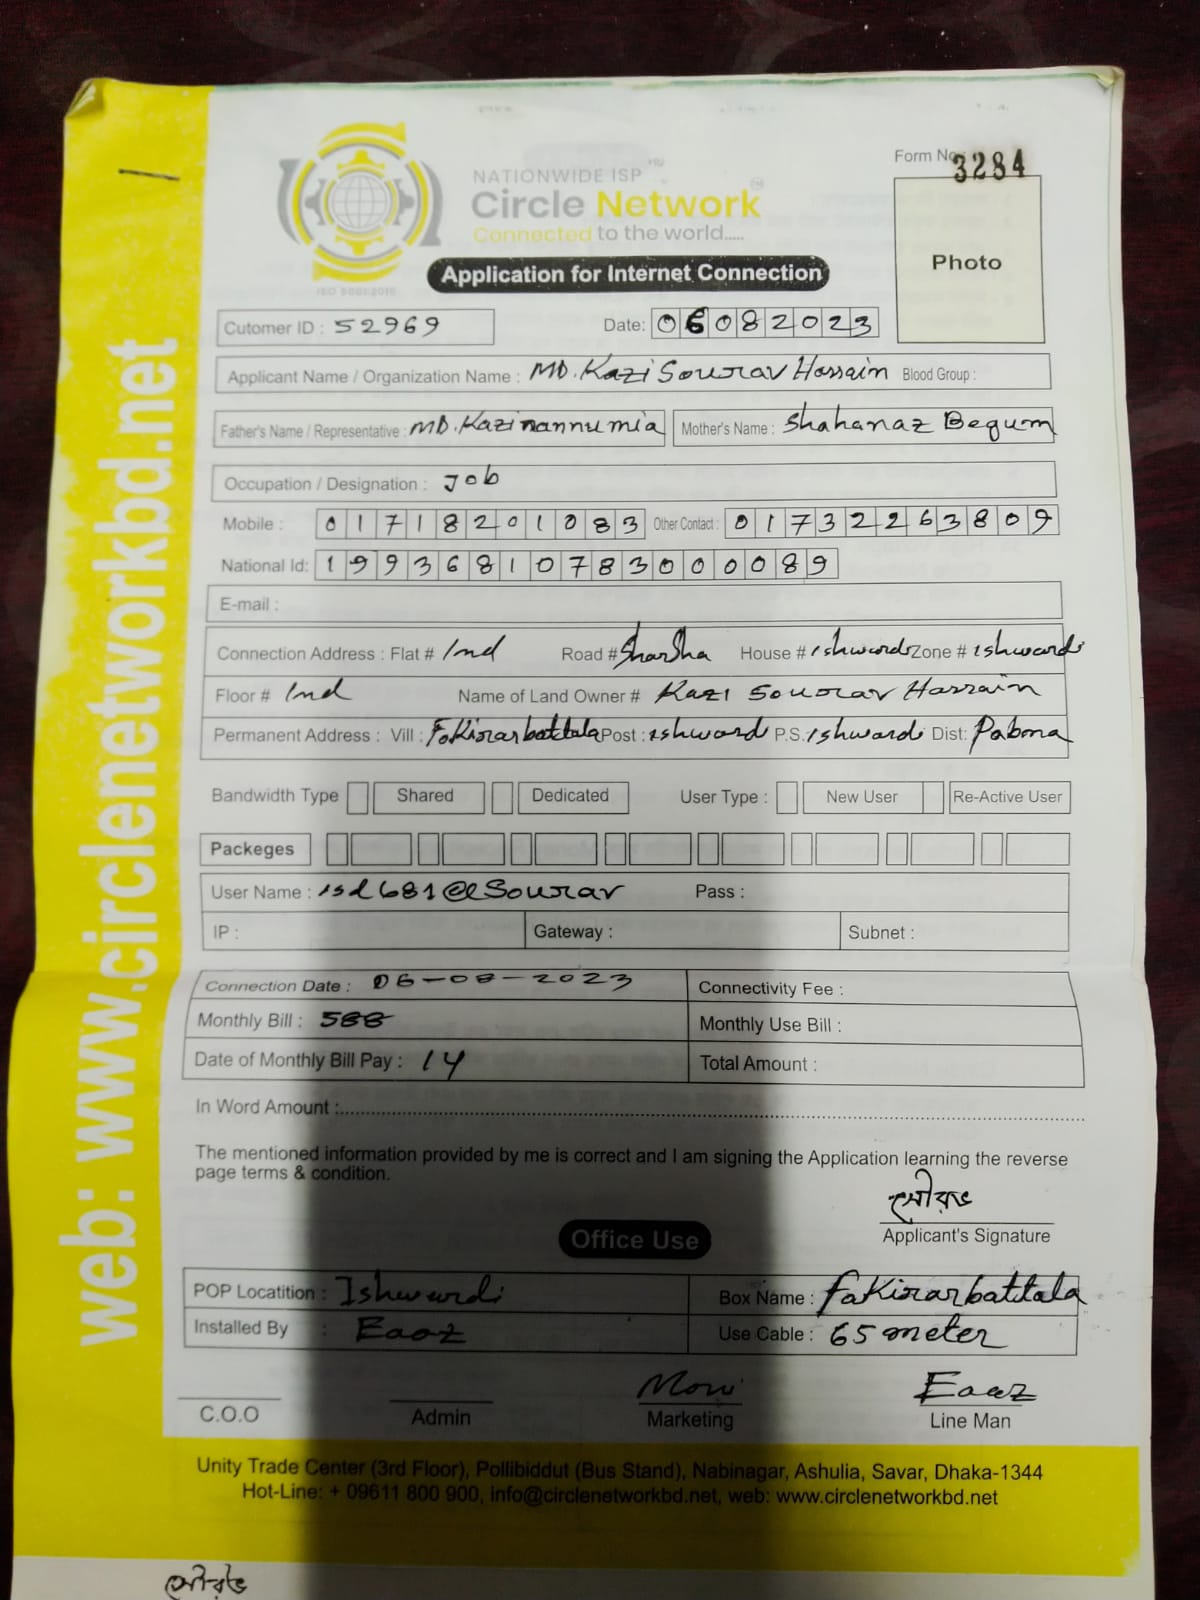 Form No. 3284
NATIONWIDE ISP
Circle Network
Connected to the world.....
ISO 9001:2015
Photo
Application for Internet Connection
Cutomer ID : 52969 Date: 06082023
Applicant Name / Organization Name : MD. Kazi Sourav Hossain Blood Group :
Father's Name / Representative : MD. Kazi nannu mia Mother's Name : Shahanaz Begum
Occupation / Designation : Job
Mobile : 01718201083 Other Contact : 01732263809
National Id: 19936810783000089
E-mail :
Connection Address : Flat # Ind Road # House # ishwardi Zone # ishwardi
Floor # Ind Name of Land Owner # Kazi Sourav Hossain
Permanent Address : Vill : Fakirarbattala Post : ishwardi P.S. ishwardi Dist: Pabna
Bandwidth Type Shared Dedicated User Type : New User Re-Active User
Packeges
User Name : isd681@Sourav Pass :
IP : Gateway : Subnet :
Connection Date : 06-08-2023 Connectivity Fee :
Monthly Bill : 588 Monthly Use Bill :
Date of Monthly Bill Pay : 14 Total Amount :
In Word Amount :
The mentioned information provided by me is correct and I am signing the Application learning the reverse
page terms & condition.
সৌরভ
Applicant's Signature
Office Use
POP Locatition : Ishwardi Box Name : fakirarbattala
Installed By : Eaaz Use Cable : 65 meter
Eaaz
C.O.O Admin Marketing Line Man
Unity Trade Center (3rd Floor), Pollibiddut (Bus Stand), Nabinagar, Ashulia, Savar, Dhaka-1344
Hot-Line: + 09611 800 900, info@circlenetworkbd.net, web: www.circlenetworkbd.net
সৌরভ
web: www.circlenetworkbd.net